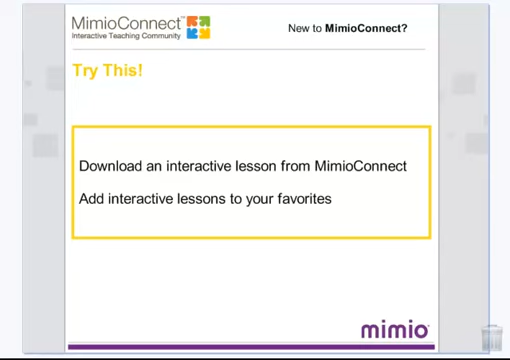 MimioConnect™
Interactive Teaching Community
New to MimioConnect?
Try This!
Download an interactive lesson from MimioConnect
Add interactive lessons to your favorites
mimio